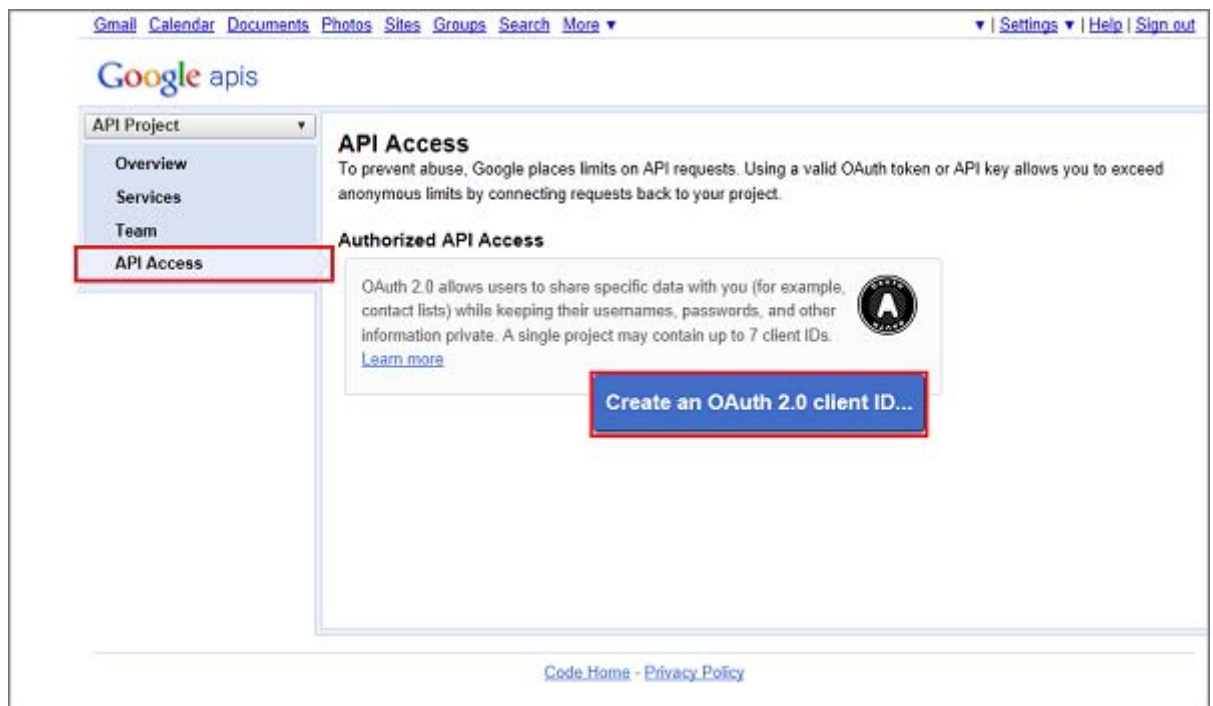 Gmail Calendar Documents Photos Sites Groups Search More ▼ ▼ | Settings ▼ | Help | Sign out
Google apis
API Project ▼
Overview
Services
Team
API Access
API Access
To prevent abuse, Google places limits on API requests. Using a valid OAuth token or API key allows you to exceed
anonymous limits by connecting requests back to your project.
Authorized API Access
OAuth 2.0 allows users to share specific data with you (for example,
contact lists) while keeping their usernames, passwords, and other
information private. A single project may contain up to 7 client IDs.
Learn more
A
Create an OAuth 2.0 client ID...
Code Home - Privacy Policy